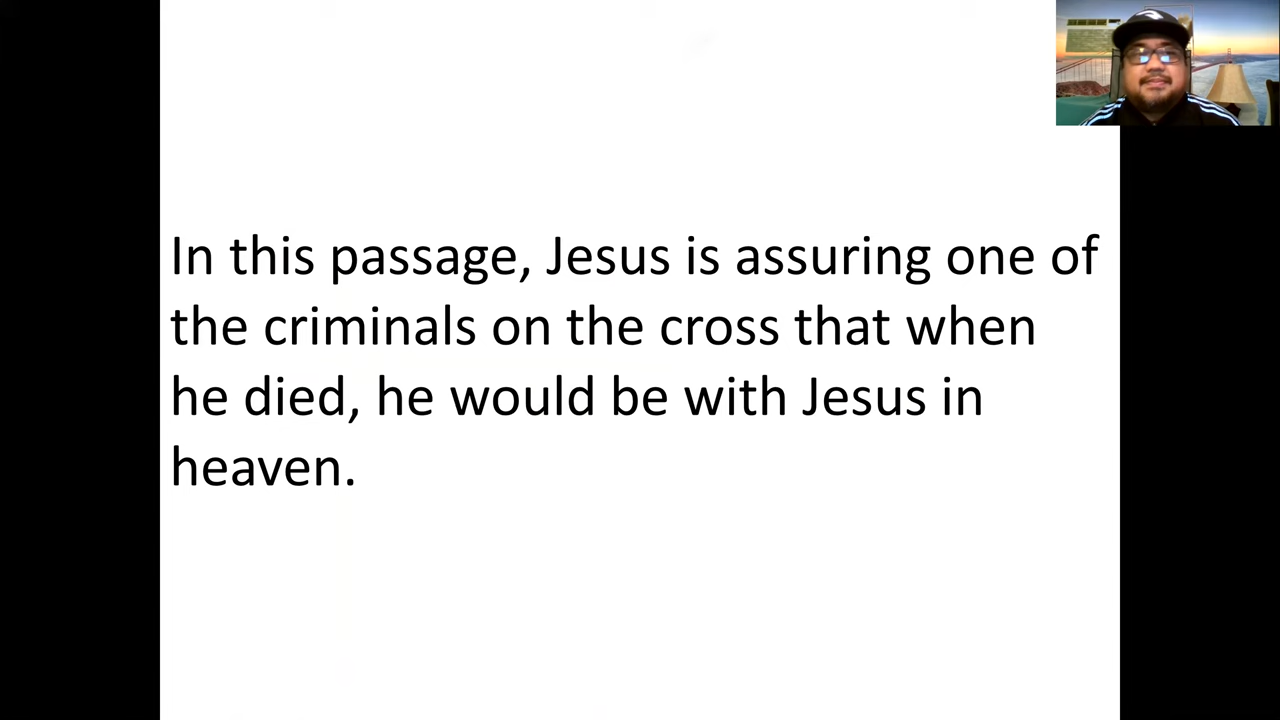 In this passage, Jesus is assuring one of
the criminals on the cross that when
he died, he would be with Jesus in
heaven.